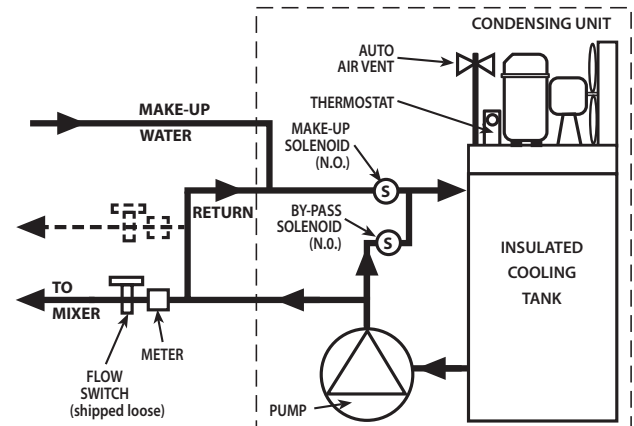 CONDENSING UNIT
AUTO
AIR VENT
THERMOSTAT
MAKE-UP
WATER
MAKE-UP
SOLENOID
(N.O.)
S
RETURN
BY-PASS
SOLENOID
(N.0.)
S
INSULATED
COOLING
TANK
TO
MIXER
METER
FLOW
SWITCH
(shipped loose)
PUMP